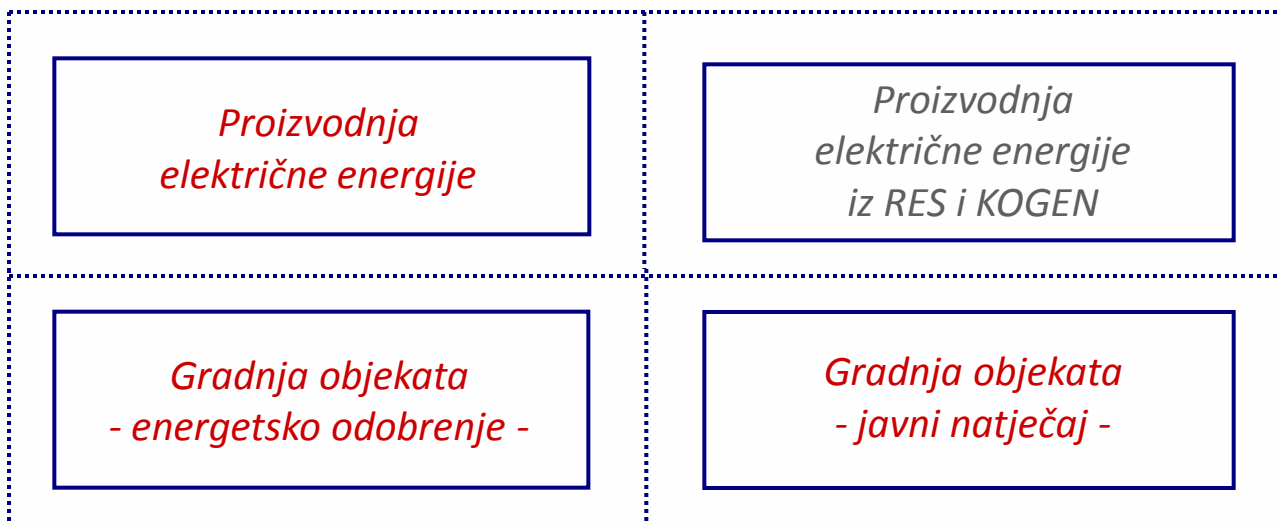 Proizvodnja
električne energije
Proizvodnja
električne energije
iz RES i KOGEN
Gradnja objekata
- energetsko odobrenje -
Gradnja objekata
- javni natječaj -